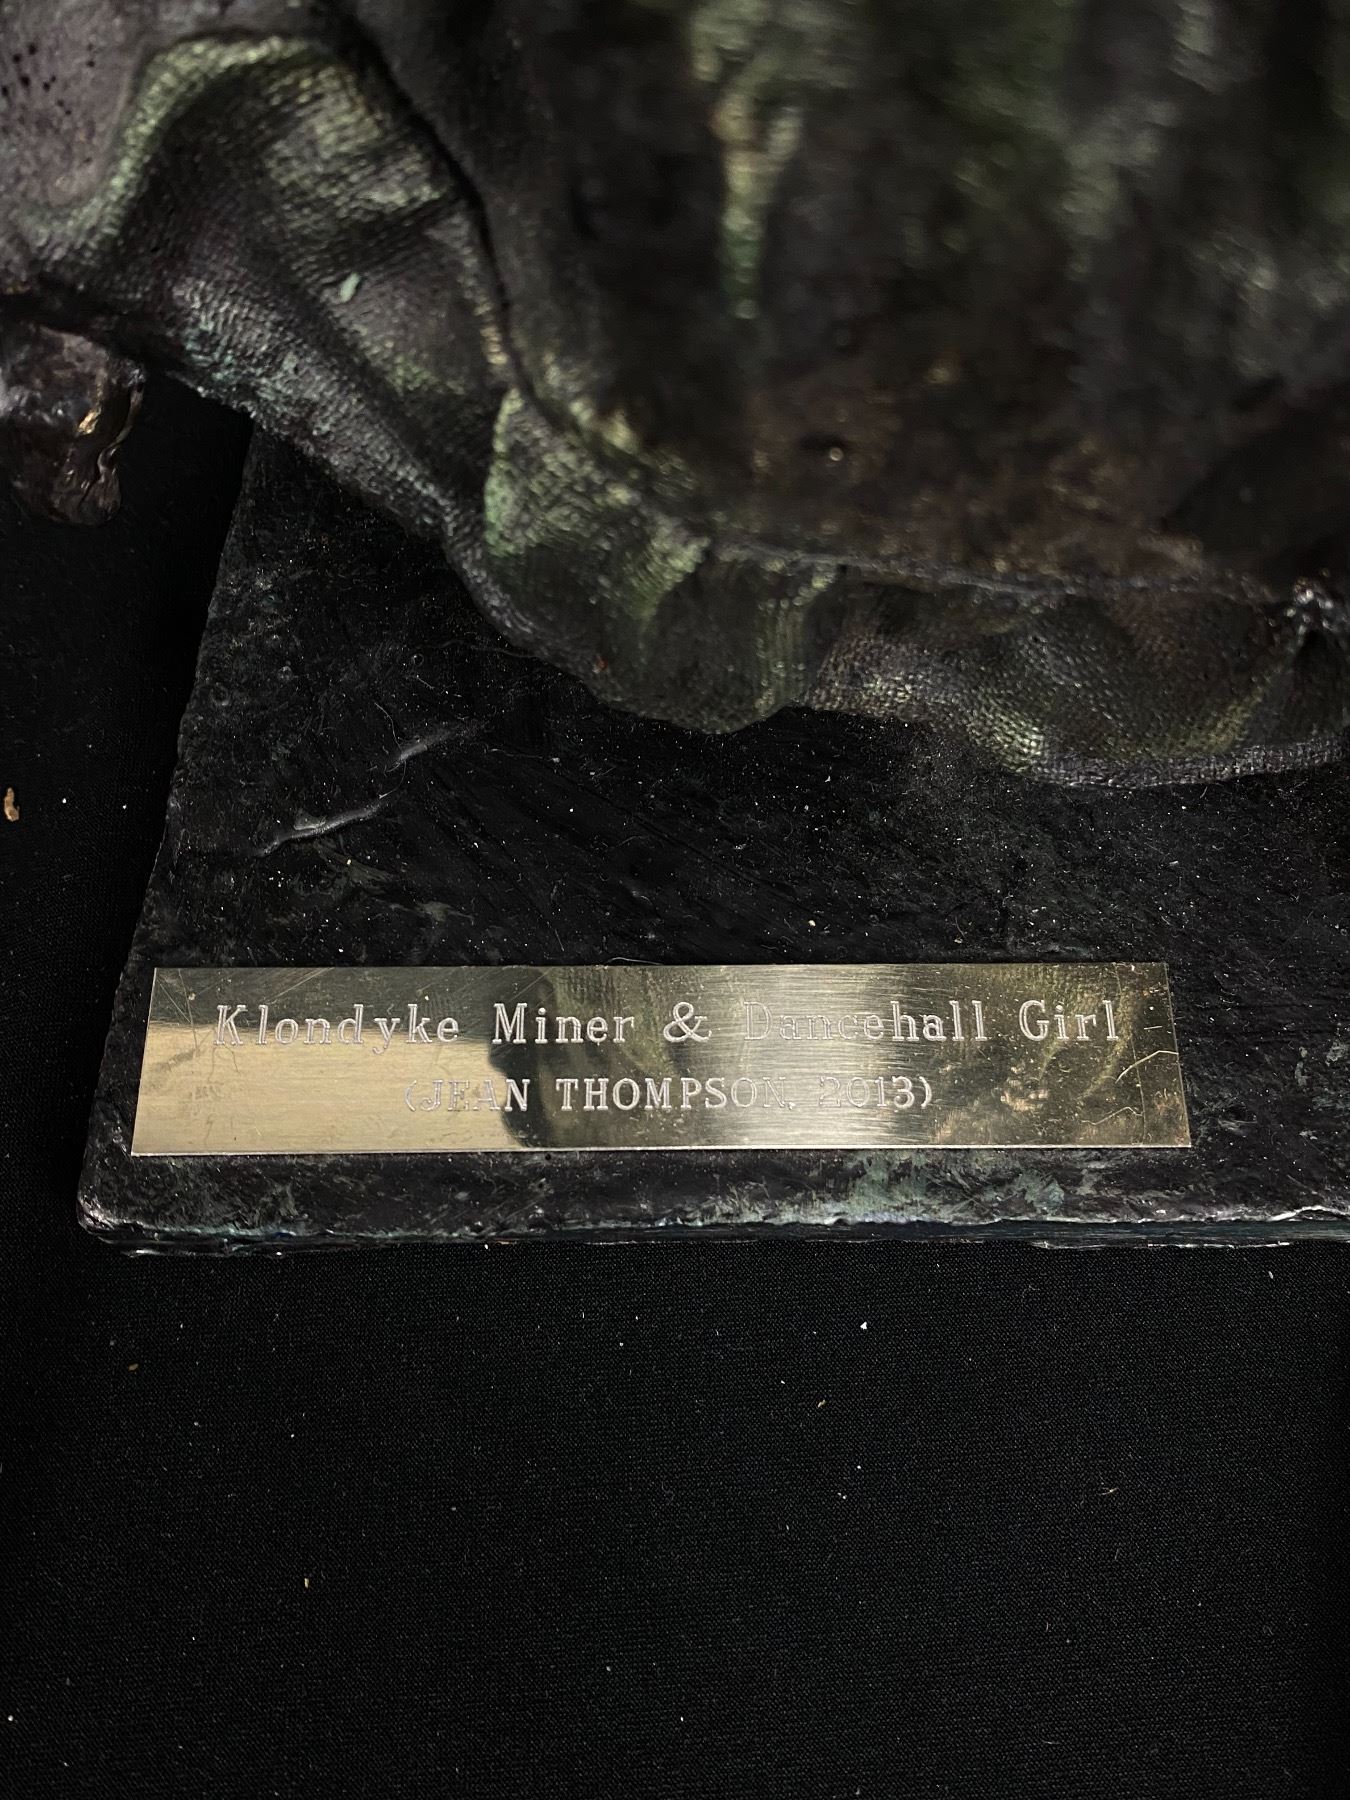 Klondyke Miner & Dancehall Girl
(JEAN THOMPSON, 2013)